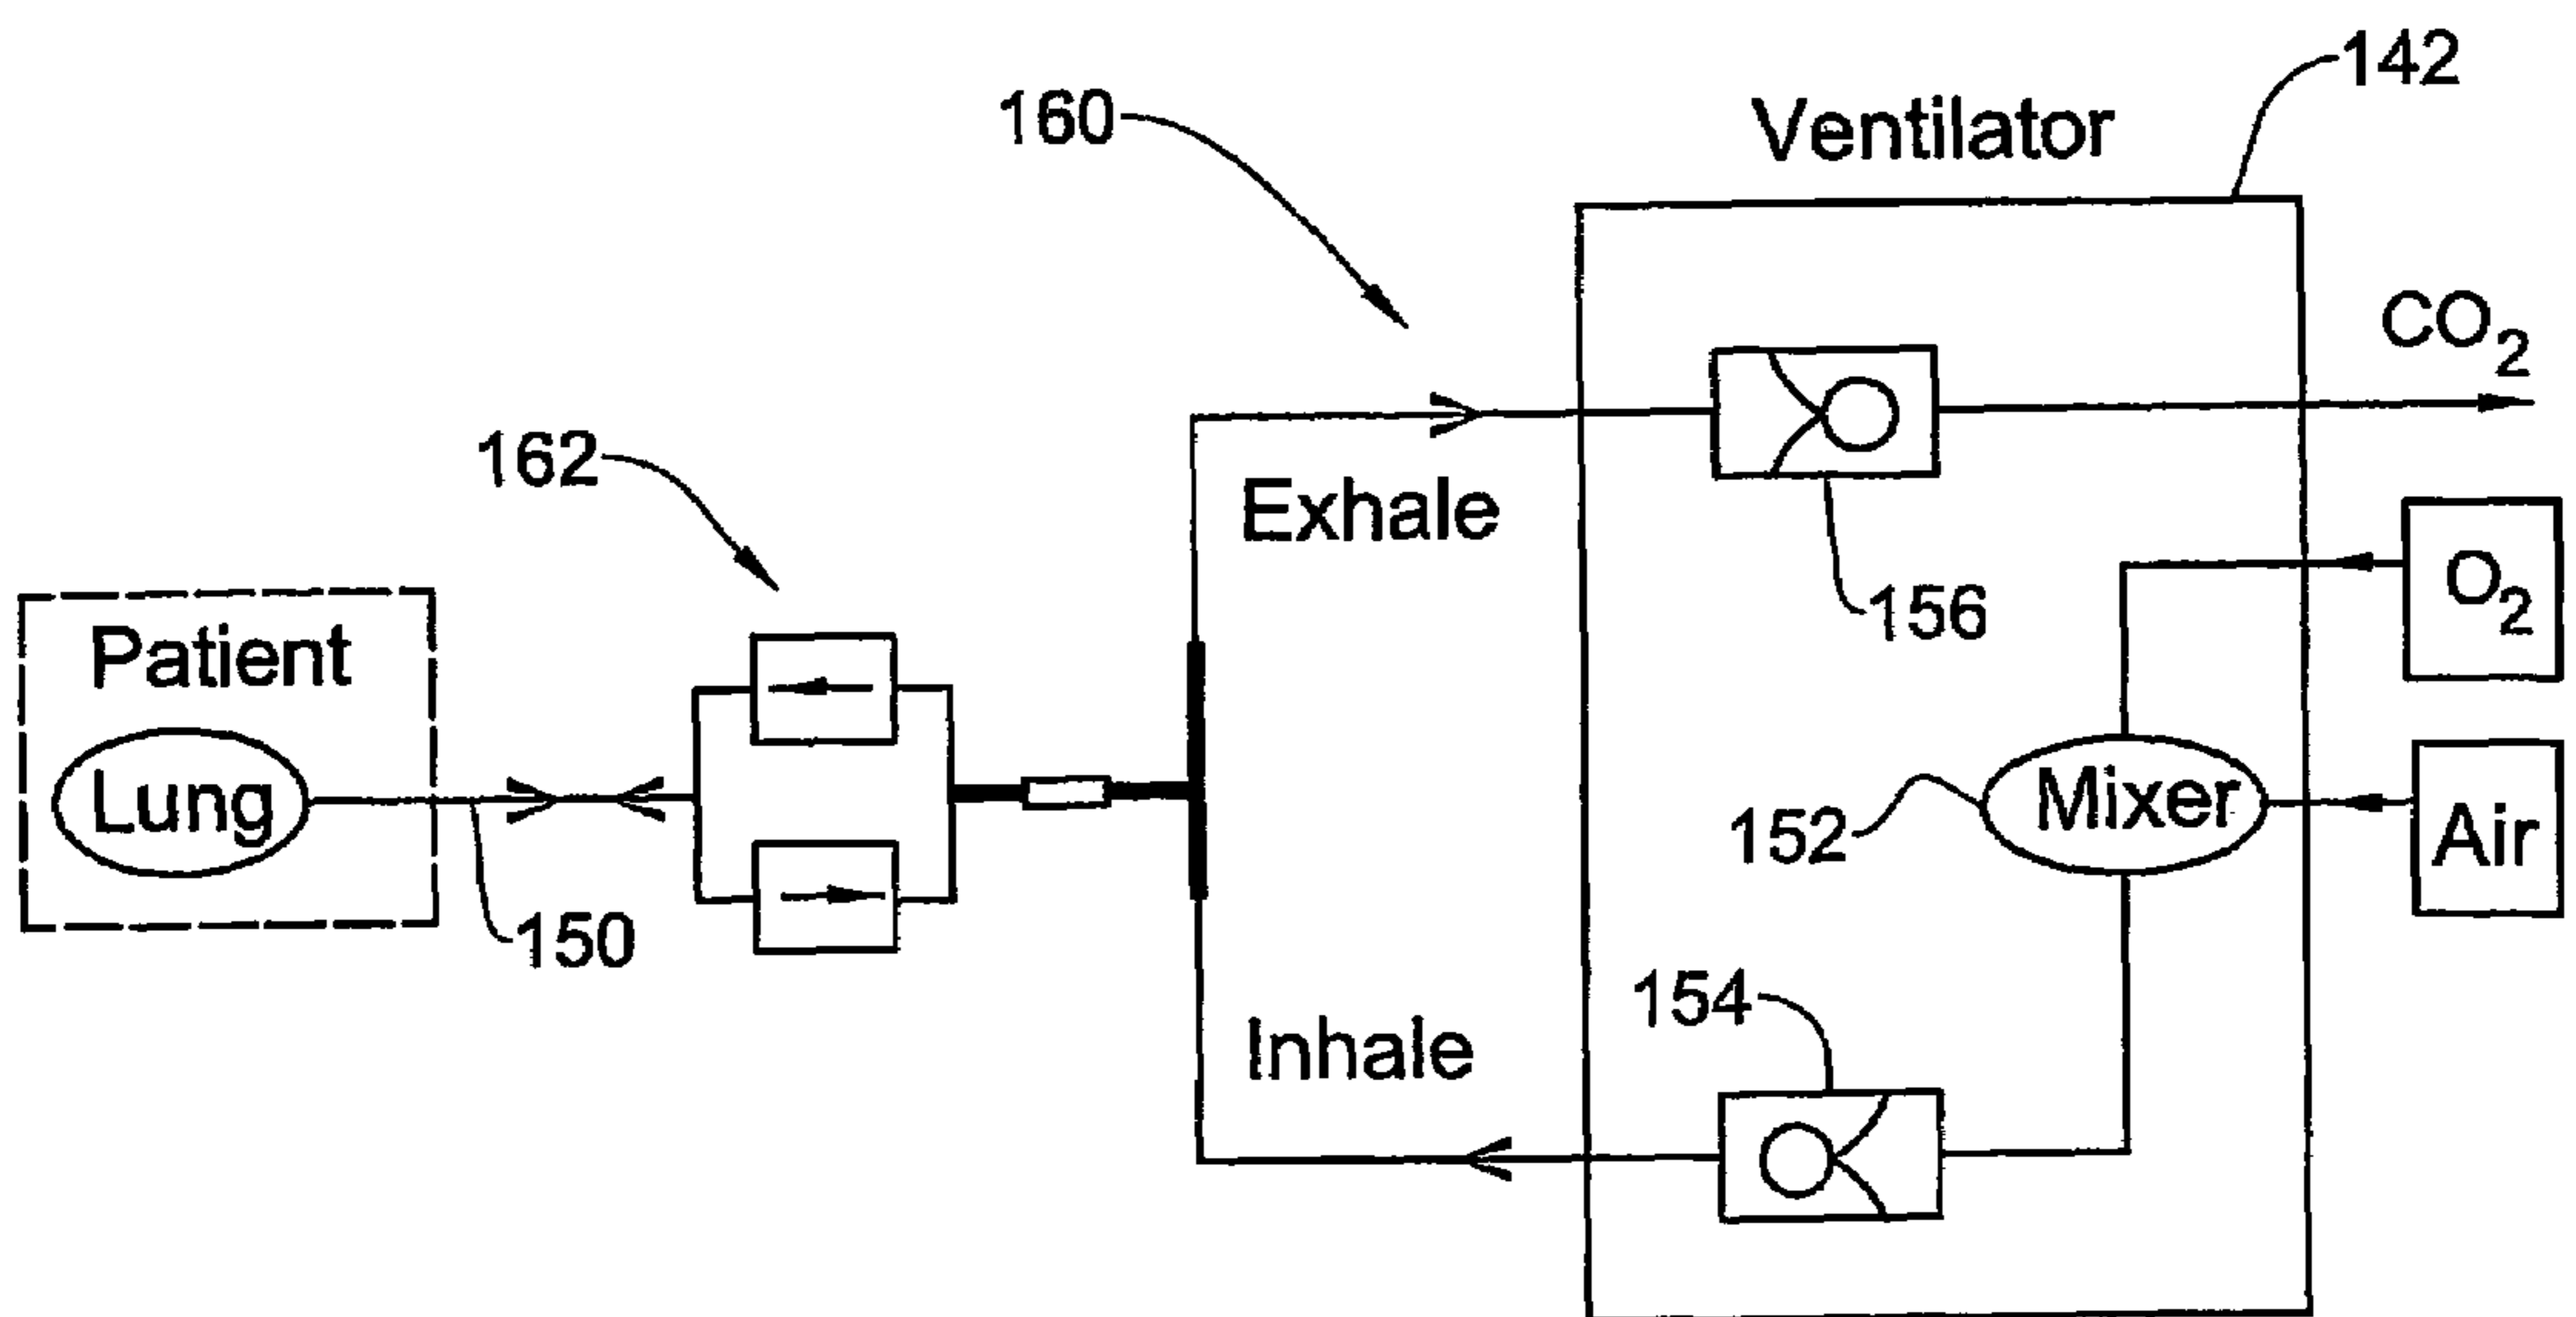 142
Ventilator
160
CO2
162
Exhale
O2
156
Patient
Lung
Mixer
152
Air
150
154
Inhale